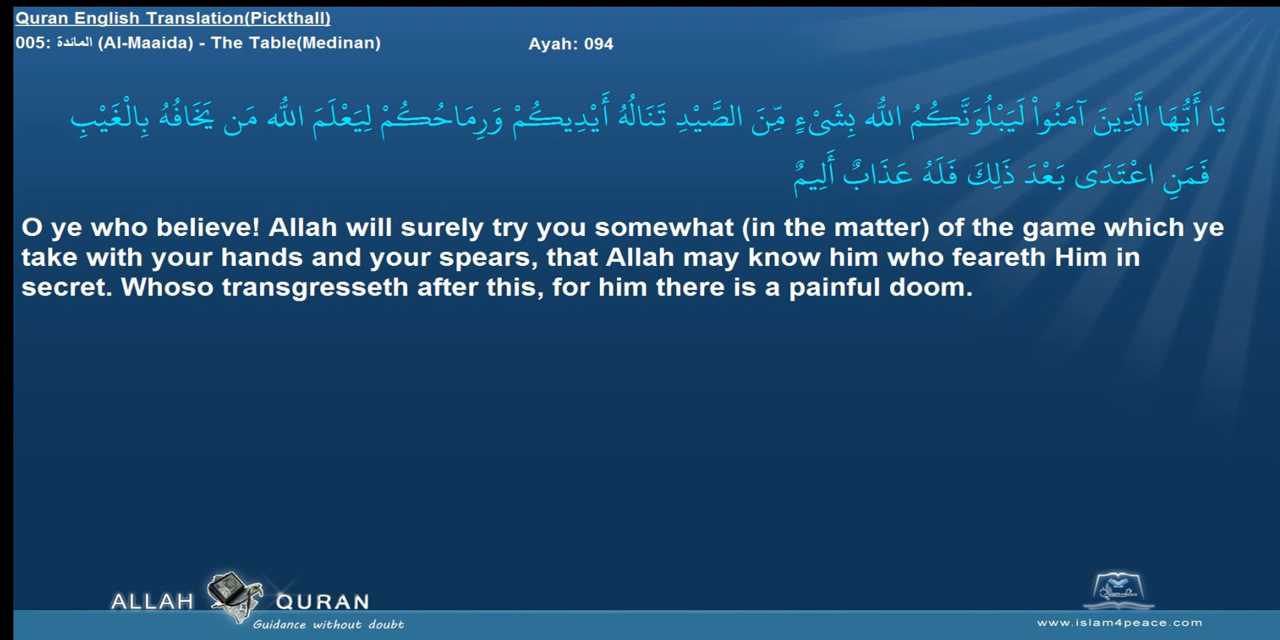 Quran English Translation(Pickthall)
005: المائدة (Al-Maaida) - The Table(Medinan)
Ayah: 094
يَا أَيُّهَا الَّذِينَ آمَنُواْ لَيَبْلُوَنَّكُمُ اللّهُ بِشَيْءٍ مِّنَ الصَّيْدِ تَنَالُهُ أَيْدِيكُمْ وَرِمَاحُكُمْ لِيَعْلَمَ اللّهُ مَن يَخَافُهُ بِالْغَيْبِ
فَمَنِ اعْتَدَى بَعْدَ ذَلِكَ فَلَهُ عَذَابٌ أَلِيمٌ
O ye who believe! Allah will surely try you somewhat (in the matter) of the game which ye
take with your hands and your spears, that Allah may know him who feareth Him in
secret. Whoso transgresseth after this, for him there is a painful doom.
ALLAH QURAN
Guidance without doubt
www.islam4peace.com